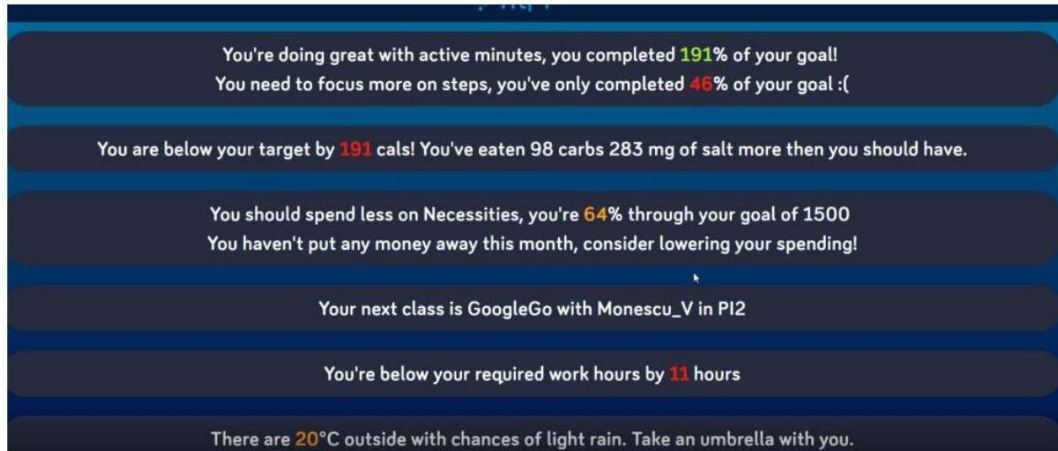 You're doing great with active minutes, you completed 191% of your goal!
You need to focus more on steps, you've only completed 46% of your goal :(
You are below your target by 191 cals! You've eaten 98 carbs 283 mg of salt more then you should have.
You should spend less on Necessities, you're 64% through your goal of 1500
You haven't put any money away this month, consider lowering your spending!
Your next class is GoogleGo with Monescu_V in PI2
You're below your required work hours by 11 hours
There are 20°C outside with chances of light rain. Take an umbrella with you.